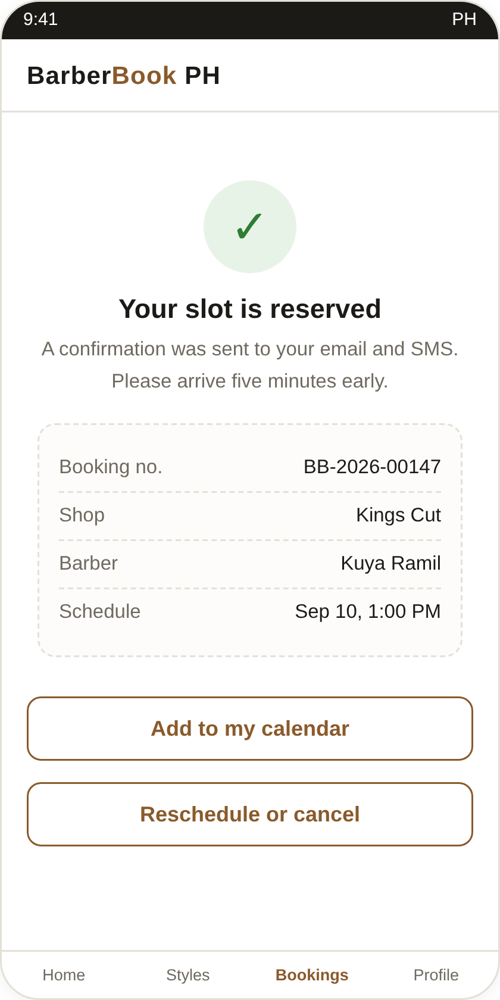 9:41 PH
BarberBook PH
✓
Your slot is reserved
A confirmation was sent to your email and SMS.
Please arrive five minutes early.
Booking no. BB-2026-00147
Shop Kings Cut
Barber Kuya Ramil
Schedule Sep 10, 1:00 PM
Add to my calendar
Reschedule or cancel
Home Styles Bookings Profile